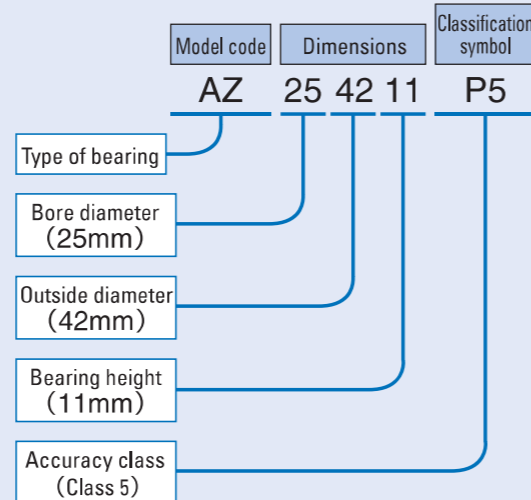 Model code
Dimensions
Classification
symbol
AZ 25 42 11 P5
Type of bearing
Bore diameter
(25mm)
Outside diameter
(42mm)
Bearing height
(11mm)
Accuracy class
(Class 5)